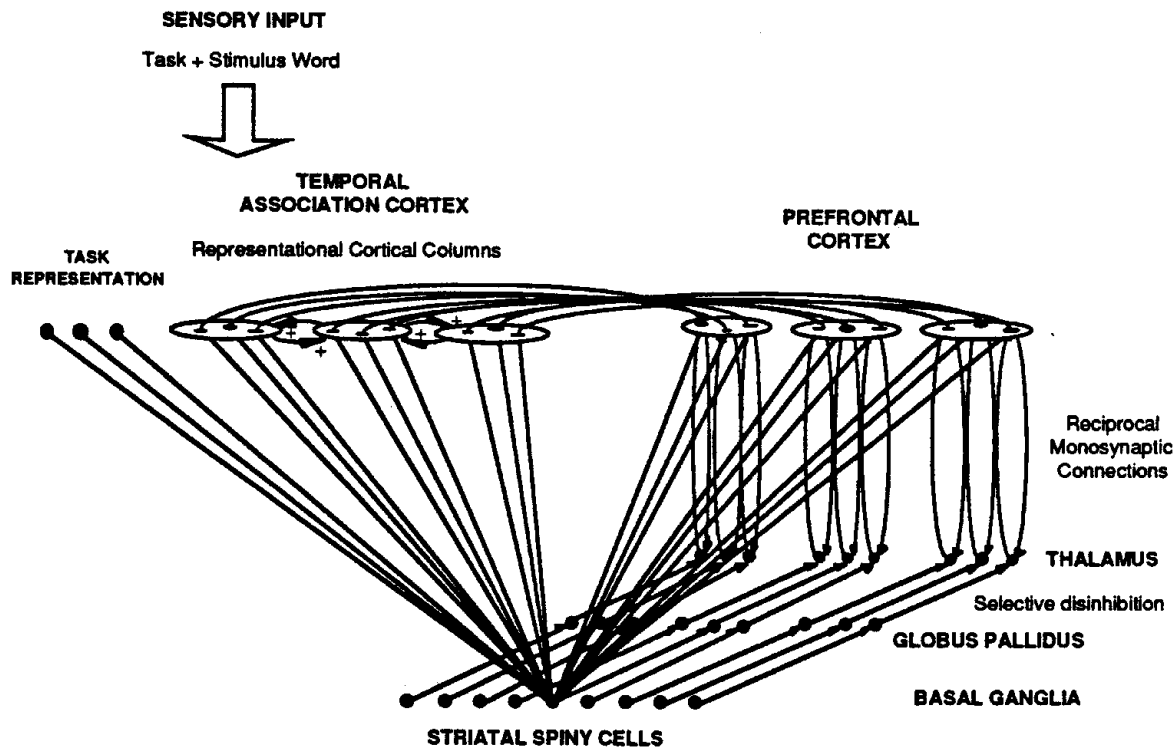 SENSORY INPUT
Task + Stimulus Word
TEMPORAL
ASSOCIATION CORTEX
Representational Cortical Columns
PREFRONTAL
CORTEX
TASK
REPRESENTATION
Reciprocal
Monosynaptic
Connections
THALAMUS
Selective disinhibition
GLOBUS PALLIDUS
BASAL GANGLIA
STRIATAL SPINY CELLS